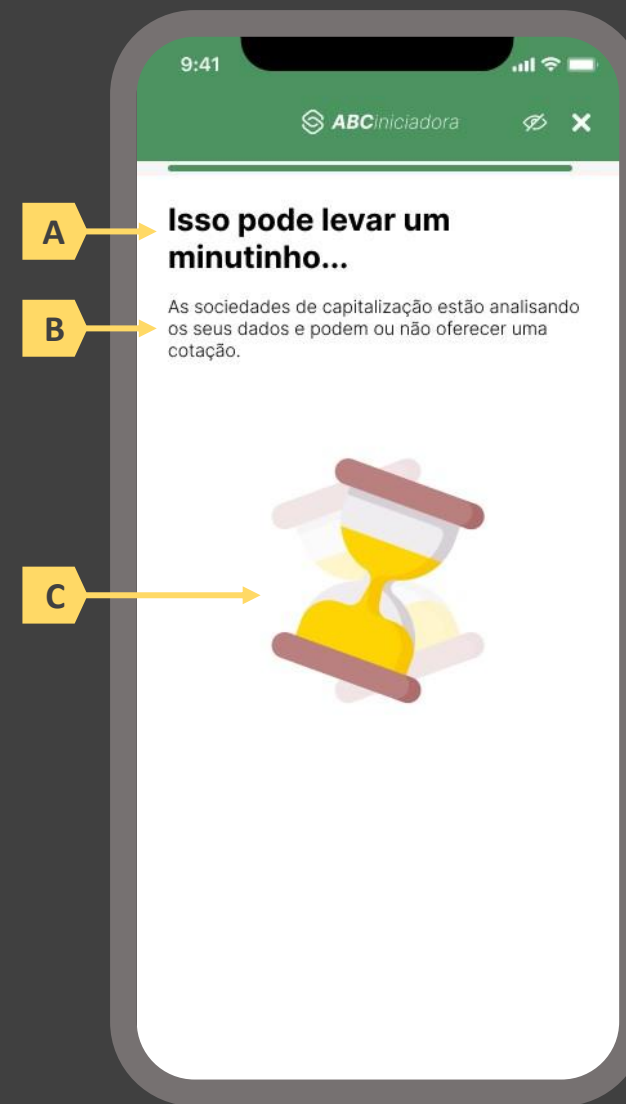 9:41
ABCiniciadora
A
Isso pode levar um
minutinho...
B
As sociedades de capitalização estão analisando
os seus dados e podem ou não oferecer uma
cotação.
C